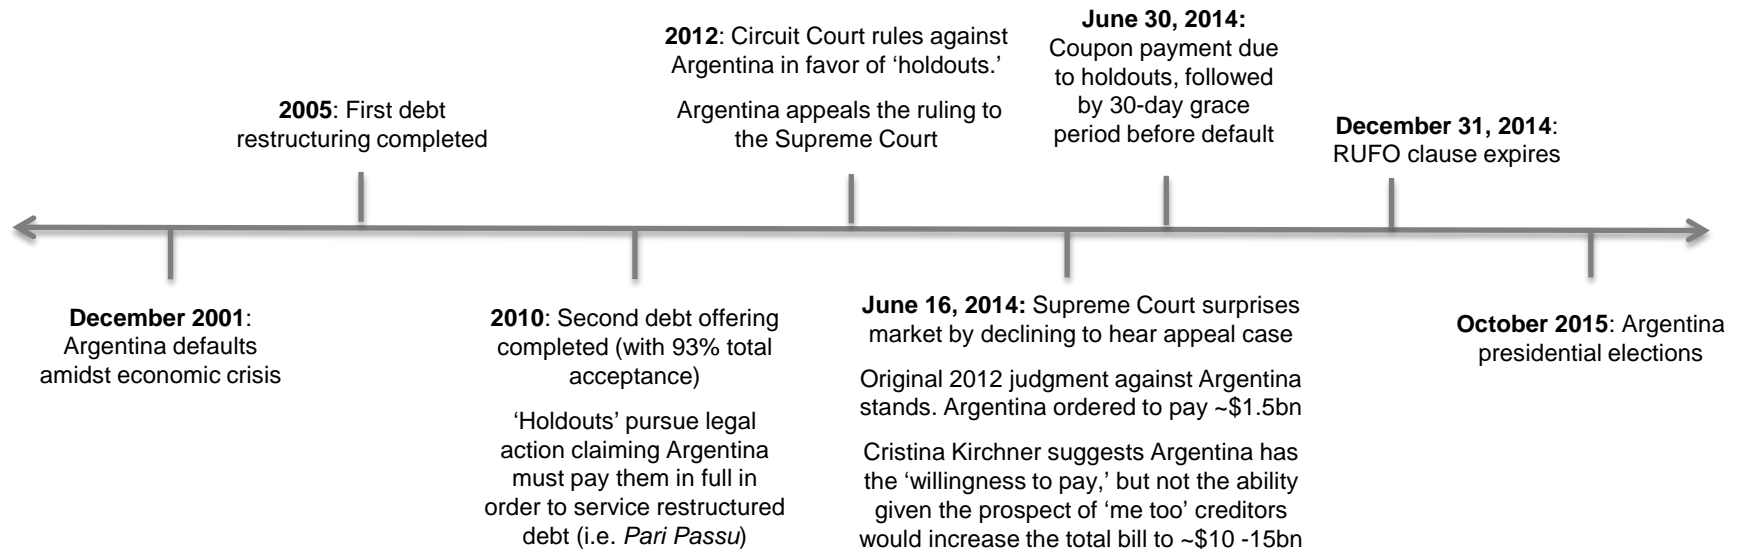 December 2001:
Argentina defaults
amidst economic crisis
2005: First debt
restructuring completed
2010: Second debt offering
completed (with 93% total
acceptance)
‘Holdouts’ pursue legal
action claiming Argentina
must pay them in full in
order to service restructured
debt (i.e. Pari Passu)
2012: Circuit Court rules against
Argentina in favor of ‘holdouts.’
Argentina appeals the ruling to
the Supreme Court
June 16, 2014: Supreme Court surprises
market by declining to hear appeal case
Original 2012 judgment against Argentina
stands. Argentina ordered to pay ~$1.5bn
Cristina Kirchner suggests Argentina has
the ‘willingness to pay,’ but not the ability
given the prospect of ‘me too’ creditors
would increase the total bill to ~$10 -15bn
June 30, 2014:
Coupon payment due
to holdouts, followed
by 30-day grace
period before default
December 31, 2014:
RUFO clause expires
October 2015: Argentina
presidential elections